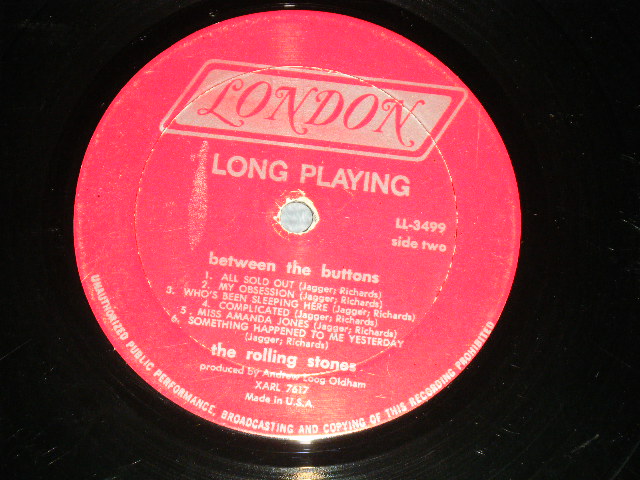 LONDON
LONG PLAYING
LL-3499
side two
between the buttons
1. ALL SOLD OUT (Jagger; Richards)
2. MY OBSESSION (Jagger; Richards)
3. WHO'S BEEN SLEEPING HERE (Jagger; Richards)
4. COMPLICATED (Jagger; Richards)
5. MISS AMANDA JONES (Jagger; Richards)
6. SOMETHING HAPPENED TO ME YESTERDAY
(Jagger; Richards)
the rolling stones
produced by Andrew Loog Oldham
XARL 7617
Made in U.S.A.
UNAUTHORIZED PUBLIC PERFORMANCE, BROADCASTING AND COPYING OF THIS RECORDING PROHIBITED